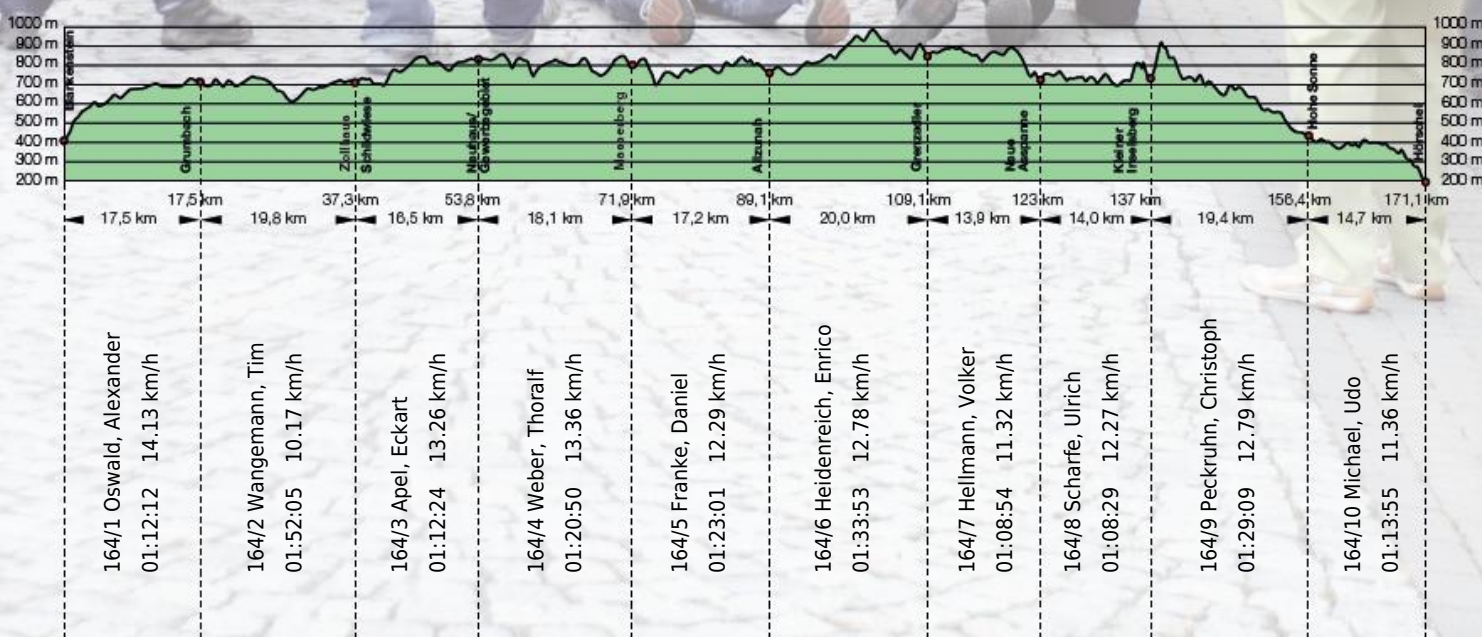 1000 m
900 m
800 m
700 m
600 m
500 m
400 m
300 m
200 m
1000 m
900 m
800 m
700 m
600 m
500 m
400 m
300 m
200 m
Blankenstein
Grumbach
Zollhaus
Schildwiese
Neuhaus/
Masserberg
Allzunah
Grenzadler
Neue
Ausspanne
Kleiner
Inselsberg
Hohe Sonne
Hörschel
17,5 km
37,3 km
53,8 km
71,9 km
89,1 km
109,1 km
123 km
137 km
156,4 km
171,1 km
17,5 km
19,8 km
16,5 km
18,1 km
17,2 km
20,0 km
13,9 km
14,0 km
19,4 km
14,7 km
164/1 Oswald, Alexander
01:12:12 14.13 km/h
164/2 Wangemann, Tim
01:52:05 10.17 km/h
164/3 Apel, Eckart
01:12:24 13.26 km/h
164/4 Weber, Thoralf
01:20:50 13.36 km/h
164/5 Franke, Daniel
01:23:01 12.29 km/h
164/6 Heidenreich, Enrico
01:33:53 12.78 km/h
164/7 Hellmann, Volker
01:08:54 11.32 km/h
164/8 Scharfe, Ulrich
01:08:29 12.27 km/h
164/9 Peckruhn, Christoph
01:29:09 12.79 km/h
164/10 Michael, Udo
01:13:55 11.36 km/h